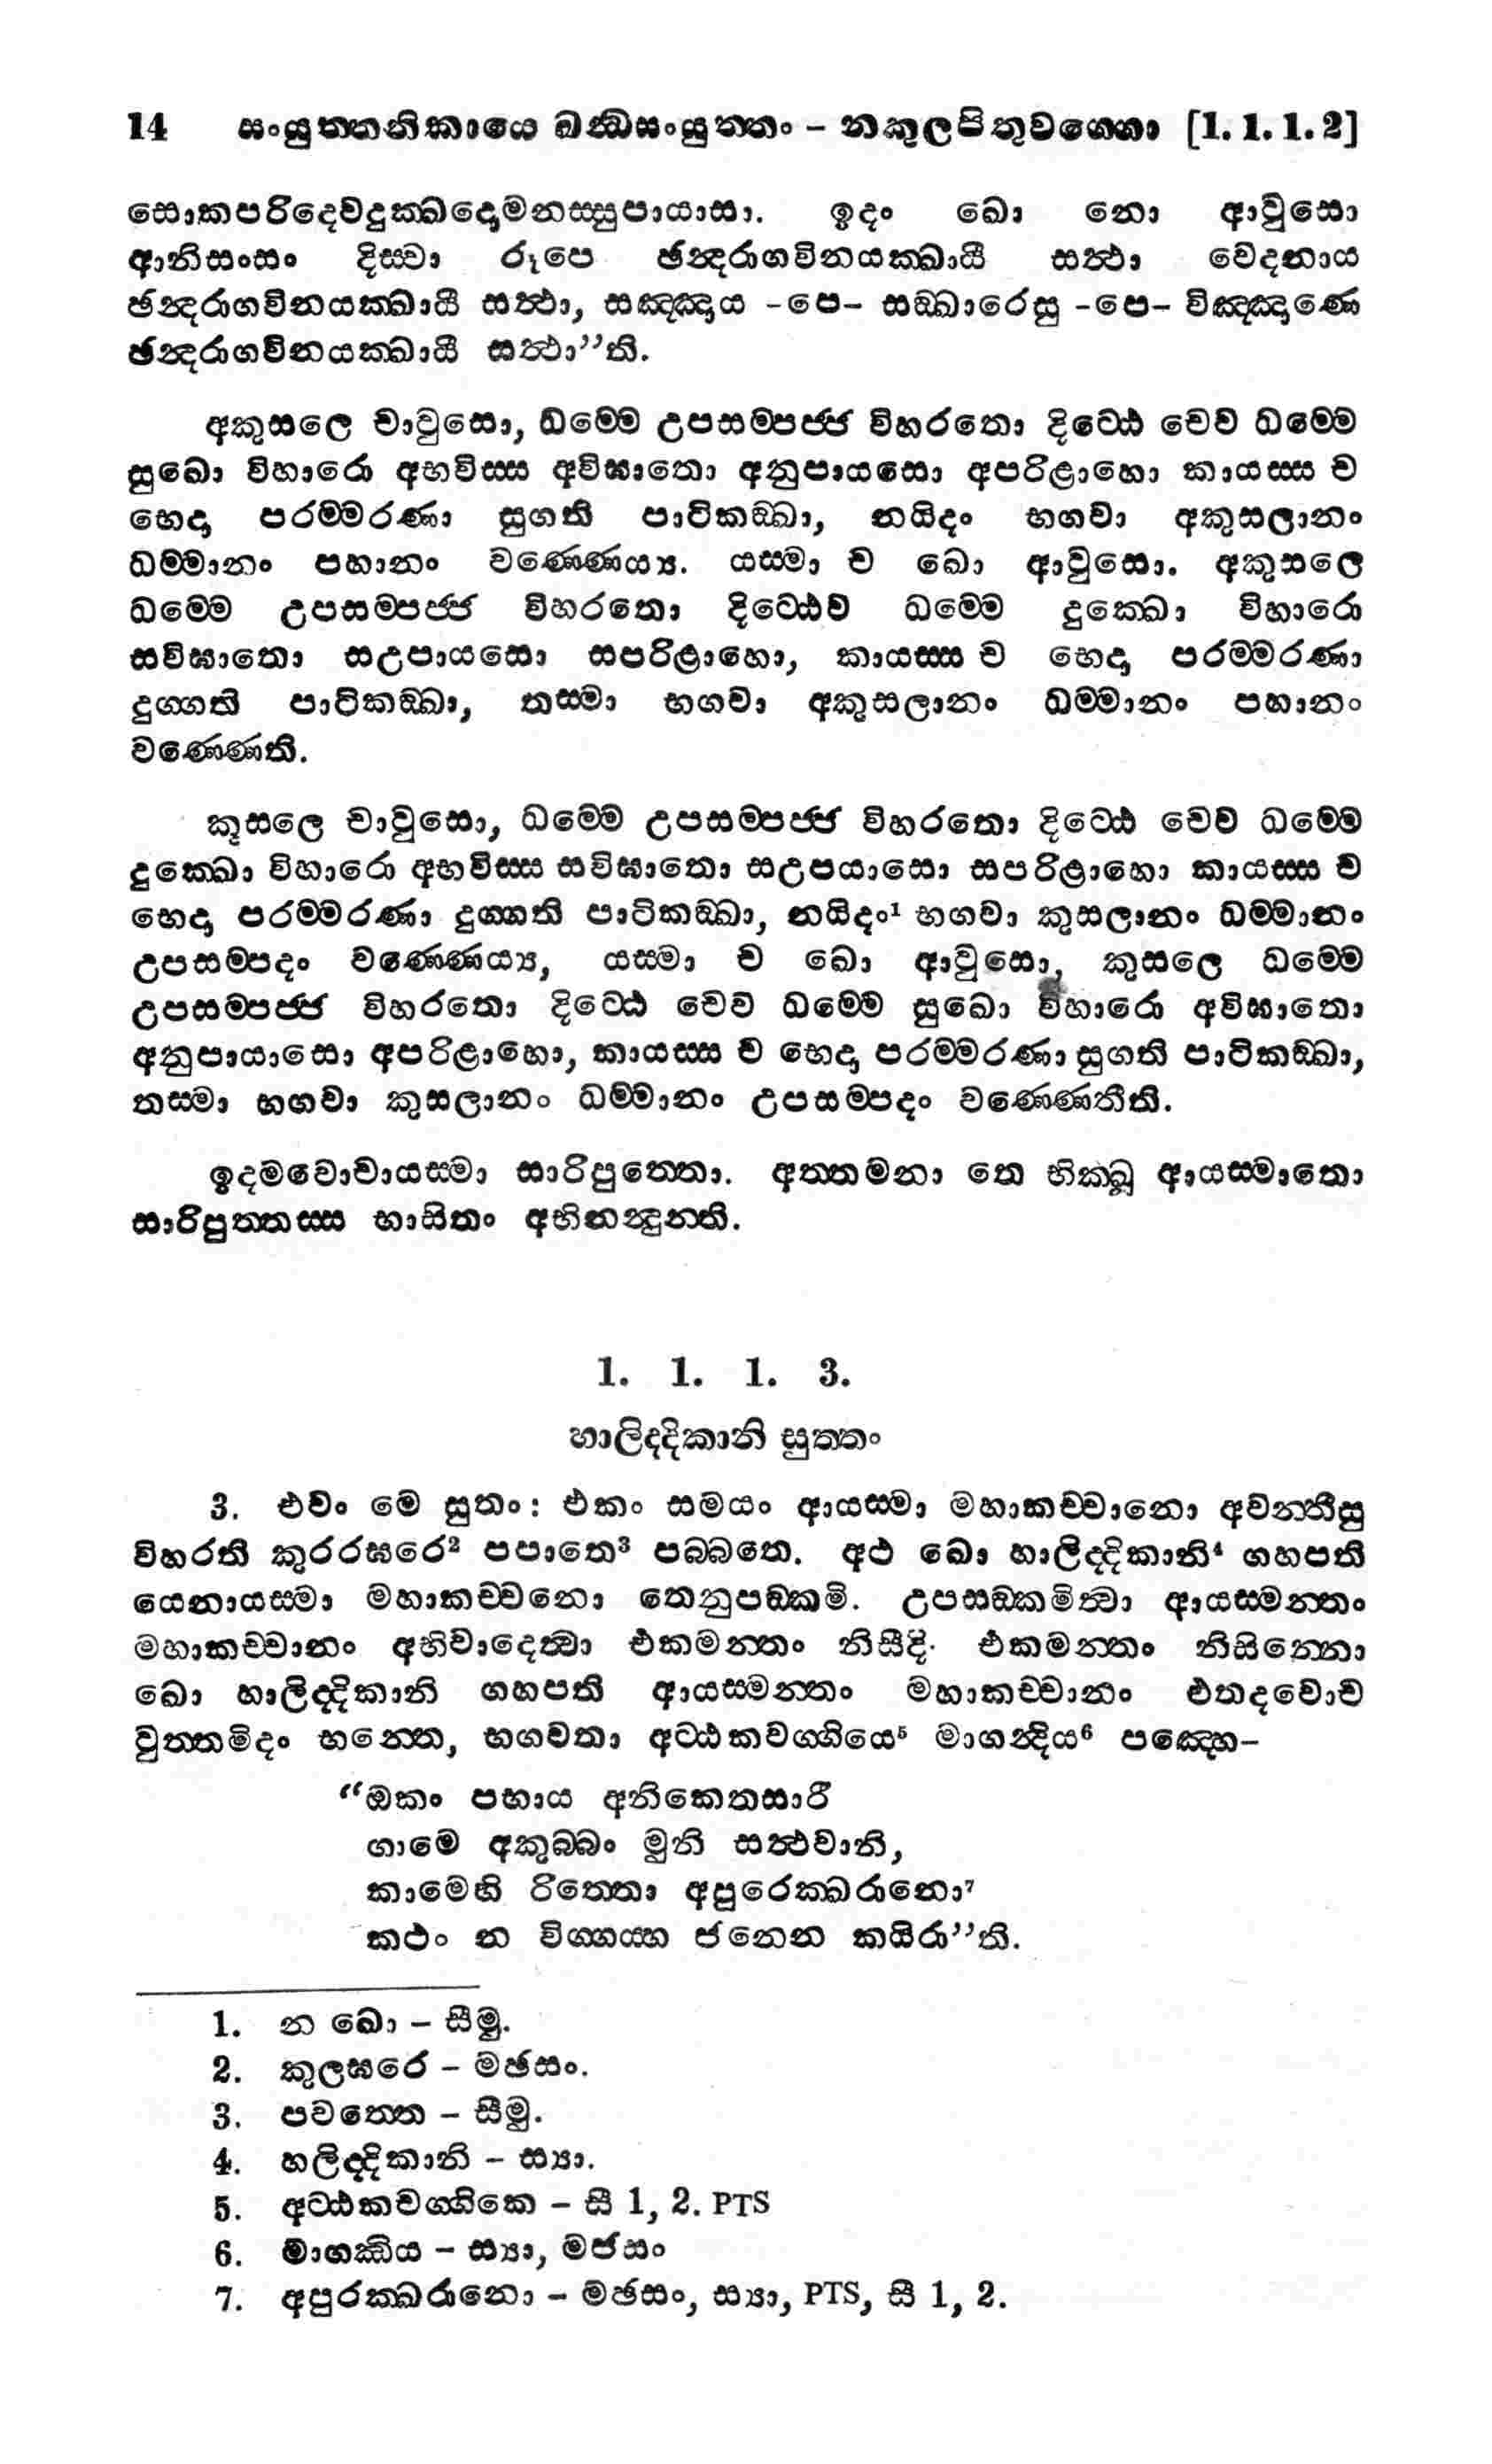 14 සංයුත්තනිකායෙ ඛන්ධසංයුත්තං – නකුලපිතුවග්ගො [1. 1. 1. 2]
සොකපරිදෙවදුක්ඛදොමනස්සුපායාසා. ඉදං ඛො නො ආවුසො
ආනිසංසං දිස්වා රූපෙ ඡන්දරාගවිනයක්ඛායී සත්ථා වෙදනාය
ඡන්දරාගවිනයක්ඛායී සත්ථා, සඤ්ඤාය -පෙ- සඞ්ඛාරෙසු -පෙ- විඤ්ඤාණෙ
ඡන්දරාගවිනයක්ඛායී සත්ථා”ති.
අකුසලෙ චාවුසො, ධම්මෙ උපසම්පජ්ජ විහරතො දිට්ඨෙ චෙව ධම්මෙ
සුඛො විහාරො අභවිස්ස අවිඝාතො අනුපායසො අපරිළාහො කායස්ස ච
භෙදා පරම්මරණා සුගති පාටිකඞ්ඛා, නයිදං භගවා අකුසලානං
ධම්මානං පහානං වණ්ණෙය්‍ය. යස්මා ච ඛො ආවුසො. අකුසලෙ
ධම්මෙ උපසම්පජ්ජ විහරතො දිට්ඨෙව ධම්මෙ දුක්ඛො විහාරො
සවිඝාතො සඋපායසො සපරිළාහො, කායස්ස ච භෙදා පරම්මරණා
දුග්ගති පාටිකඞ්ඛා, තස්මා භගවා අකුසලානං ධම්මානං පහානං
වණ්ණෙති.
කුසලෙ චාවුසො, ධම්මෙ උපසම්පජ්ජ විහරතො දිට්ඨෙ චෙව ධම්මෙ
දුක්ඛො විහාරො අභවිස්ස සවිඝාතො සඋපයාසො සපරිළාහො කායස්ස ච
භෙදා පරම්මරණා දුග්ගති පාටිකඞ්ඛා, නයිදං¹ භගවා කුසලානං ධම්මානං
උපසම්පදං වණ්ණෙය්‍ය, යස්මා ච ඛො ආවුසො, කුසලෙ ධම්මෙ
උපසම්පජ්ජ විහරතො දිට්ඨෙ චෙව ධම්මෙ සුඛො විහාරො අවිඝාතො
අනුපායාසො අපරිළාහො, කායස්ස ච භෙදා පරම්මරණා සුගති පාටිකඞ්ඛා,
තස්මා භගවා කුසලානං ධම්මානං උපසම්පදං වණ්ණෙතීති.
ඉදමවොචායස්මා සාරිපුත්තො. අත්තමනා තෙ භික්ඛූ ආයස්මාතො
සාරිපුත්තස්ස භාසිතං අභිනන්දුන්ති.
1. 1. 1. 3.
හාලිද්දිකානි සුත්තං
3. එවං මෙ සුතං: එකං සමයං ආයස්මා මහාකච්චානො අවන්තීසු
විහරති කුරරඝරෙ² පපාතෙ³ පබ්බතෙ. අථ ඛො හාලිද්දිකානි⁴ ගහපති
යෙනායස්මා මහාකච්චනො තෙනුපඞ්කමි. උපසඞ්කමිත්වා ආයස්මන්තං
මහාකච්චානං අභිවාදෙත්වා එකමන්තං නිසීදි. එකමන්තං නිසින්නො
ඛො හාලිද්දිකානි ගහපති ආයස්මන්තං මහාකච්චානං එතදවොච
වුත්තමිදං භන්තෙ, භගවතා අට්ඨකවග්ගියෙ⁵ මාගන්දිය⁶ පඤ්හෙ–
“ඔකං පහාය අනිකෙතසාරී
ගාමෙ අකුබ්බං මුනි සත්ථවානි,
කාමෙහි රිත්තො අපුරෙක්ඛරානො⁷
කථං න විග්ගය්හ ජනෙන කයිරා”ති.
1. න ඛො – සීමු.
2. කුලඝරෙ – මඡසං.
3. පවත්තෙ – සීමු.
4. හලිද්දිකානි – ස්‍යා.
5. අට්ඨකවග්ගිකෙ – සී 1, 2. PTS
6. මාගණ්ඩිය – ස්‍යා, මජසං
7. අපුරක්ඛරානො – මඡසං, ස්‍යා, PTS, සී 1, 2.